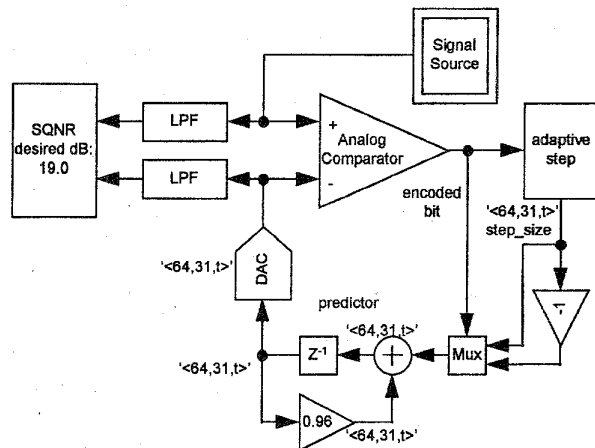 Signal
Source
SQNR
desired dB:
19.0
LPF
LPF
+
Analog
Comparator
-
adaptive
step
encoded
bit
'<64,31,t>'
step_size
'<64,31,t>'
DAC
-1
predictor
'<64,31,t>'
'<64,31,t>'
Z-1
+
Mux
0.96
'<64,31,t>'